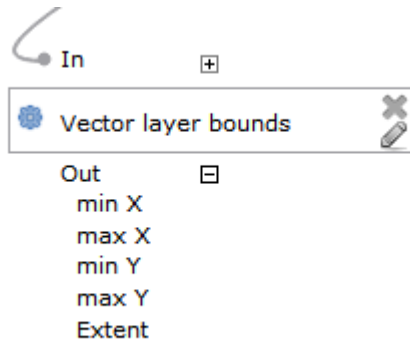 In
Vector layer bounds
Out
min X
max X
min Y
max Y
Extent